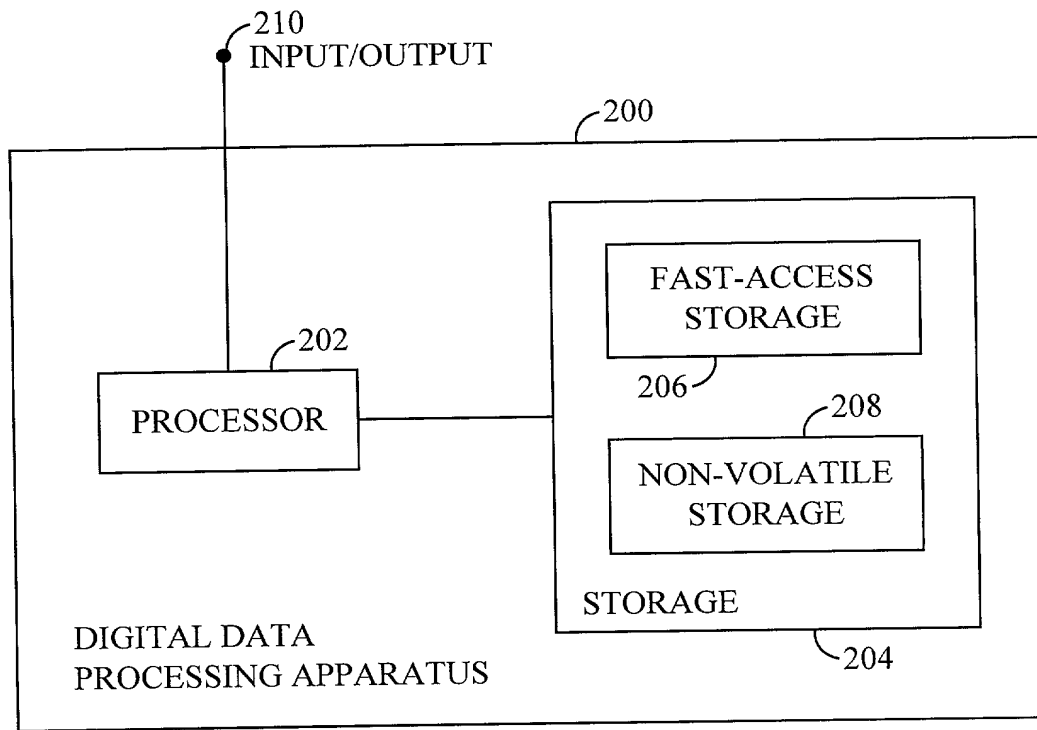 210
INPUT/OUTPUT
200
FAST-ACCESS
STORAGE
202
206
PROCESSOR
208
NON-VOLATILE
STORAGE
STORAGE
DIGITAL DATA
PROCESSING APPARATUS
204